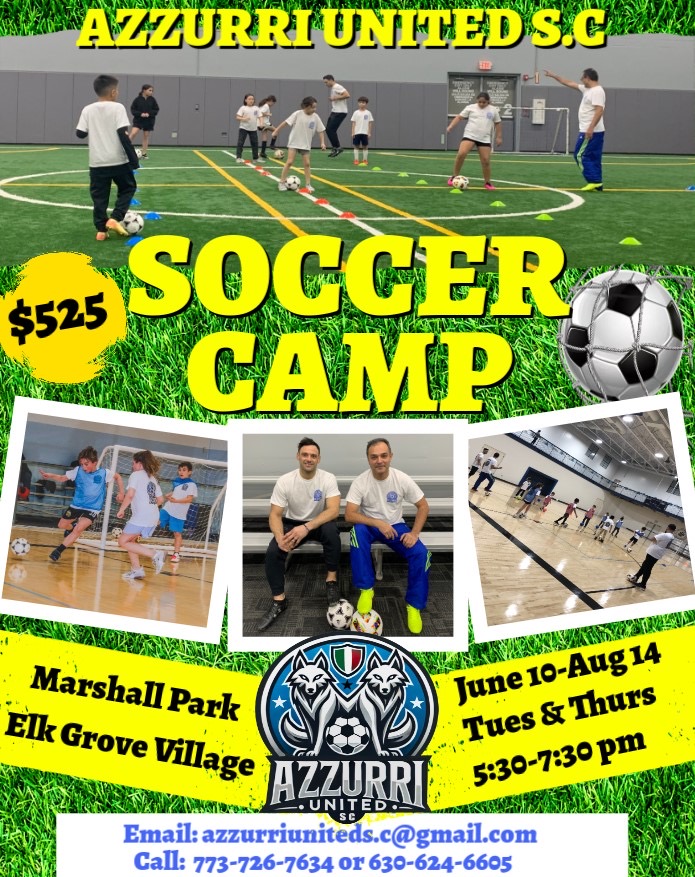 AZZURRI UNITED S.C
EXIT
SOCCER
CAMP
$525
Marshall Park
Elk Grove Village
June 10-Aug 14
Tues & Thurs
5:30-7:30 pm
AZZURRI
UNITED
SC
Email: azzurriuniteds.c@gmail.com
Call: 773-726-7634 or 630-624-6605